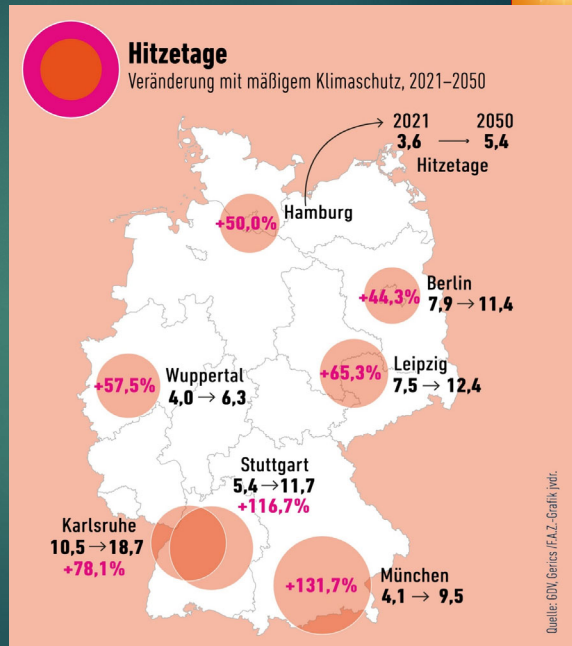 Hitzetage
Veränderung mit mäßigem Klimaschutz, 2021–2050
2021 2050
3,6 → 5,4
Hitzetage
Hamburg
+50,0%
Berlin
+44,3%
7,9 → 11,4
Leipzig
+65,3%
7,5 → 12,4
Wuppertal
+57,5%
4,0 → 6,3
Stuttgart
5,4 → 11,7
+116,7%
Karlsruhe
10,5 → 18,7
+78,1%
München
+131,7%
4,1 → 9,5
Quelle: GDV, Gerics /F.A.Z.-Grafik jvdr.